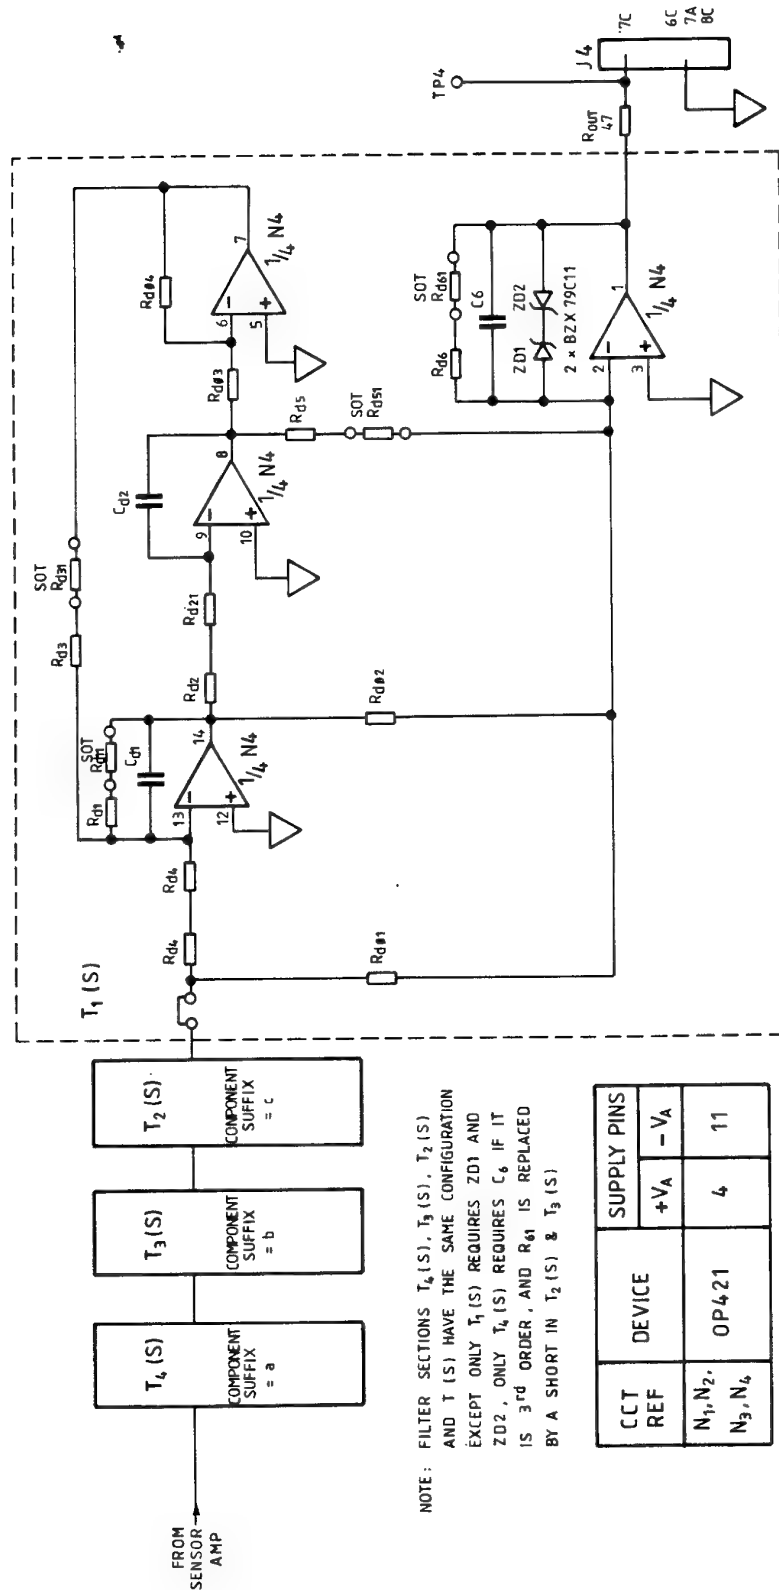 FROM
SENSOR
AMP
T4 (S)
COMPONENT
SUFFIX
= a
T3 (S)
COMPONENT
SUFFIX
= b
T2 (S)
COMPONENT
SUFFIX
= c
T1 (S)
Rd4
Rd4
Rdø1
Rd1
SOT
Cd1
13
12
14
1/4 N4
Rd3
SOT
Rd31
Rd2
Rd21
Rdø2
Cd2
9
10
8
1/4 N4
Rd5
SOT
Rd51
Rdø3
Rdø4
6
5
7
1/4 N4
Rd6
SOT
Rd61
C6
ZD1
ZD2
2 x BZX 79C11
2
3
1
1/4 N4
ROUT
47
TP4
J4
7C
6C
7A
8C
NOTE: FILTER SECTIONS T4 (S), T3 (S), T2 (S)
AND T (S) HAVE THE SAME CONFIGURATION
EXCEPT ONLY T1 (S) REQUIRES ZD1 AND
ZD2, ONLY T4 (S) REQUIRES C6 IF IT
IS 3rd ORDER, AND R61 IS REPLACED
BY A SHORT IN T2 (S) & T3 (S)
CCT REF
DEVICE
SUPPLY PINS
+VA
-VA
N1, N2,
N3, N4
OP421
4
11